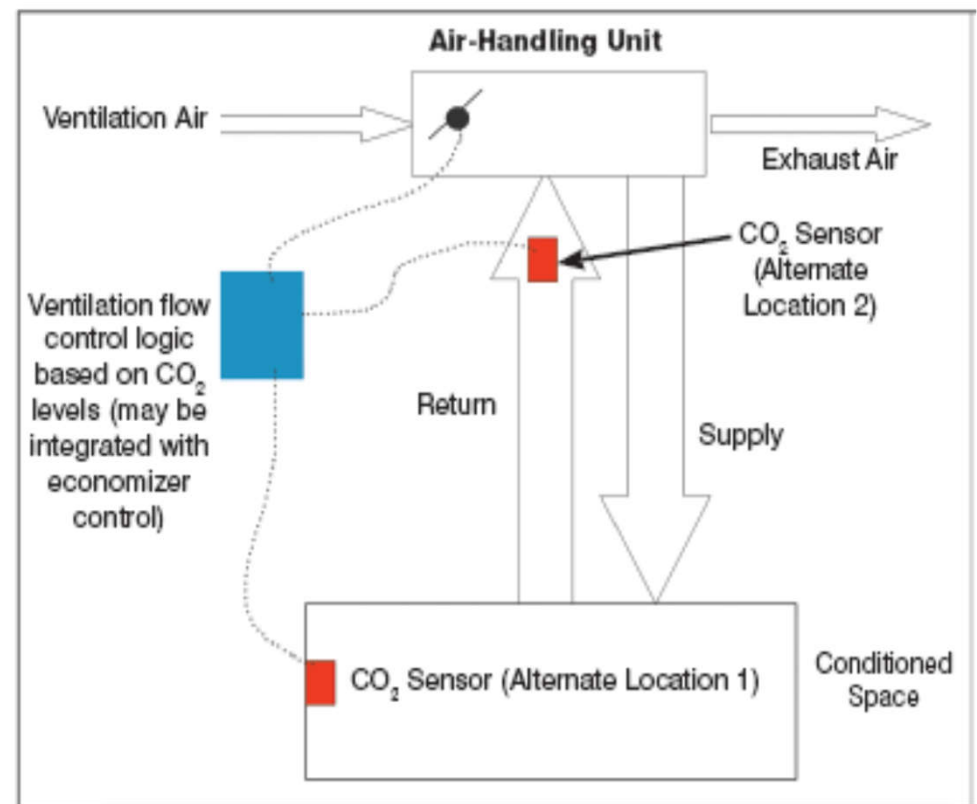 Air-Handling Unit
Ventilation Air
Exhaust Air
CO₂ Sensor
(Alternate
Location 2)
Ventilation flow
control logic
based on CO₂
levels (may be
integrated with
economizer
control)
Return
Supply
CO₂ Sensor (Alternate Location 1)
Conditioned
Space